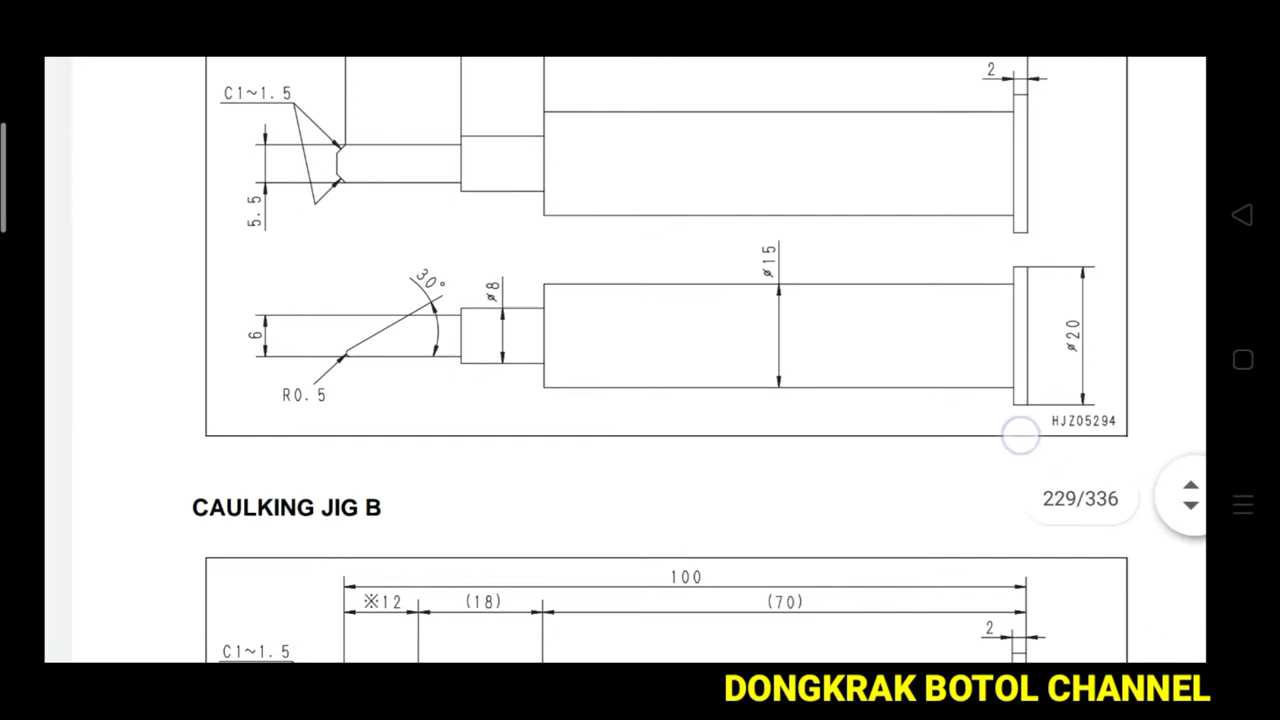 2
C1~1.5
5.5
30°
ø8
ø15
6
ø20
R0.5
HJZ05294
CAULKING JIG B
229/336
100
※12
(18)
(70)
2
C1~1.5
DONGKRAK BOTOL CHANNEL